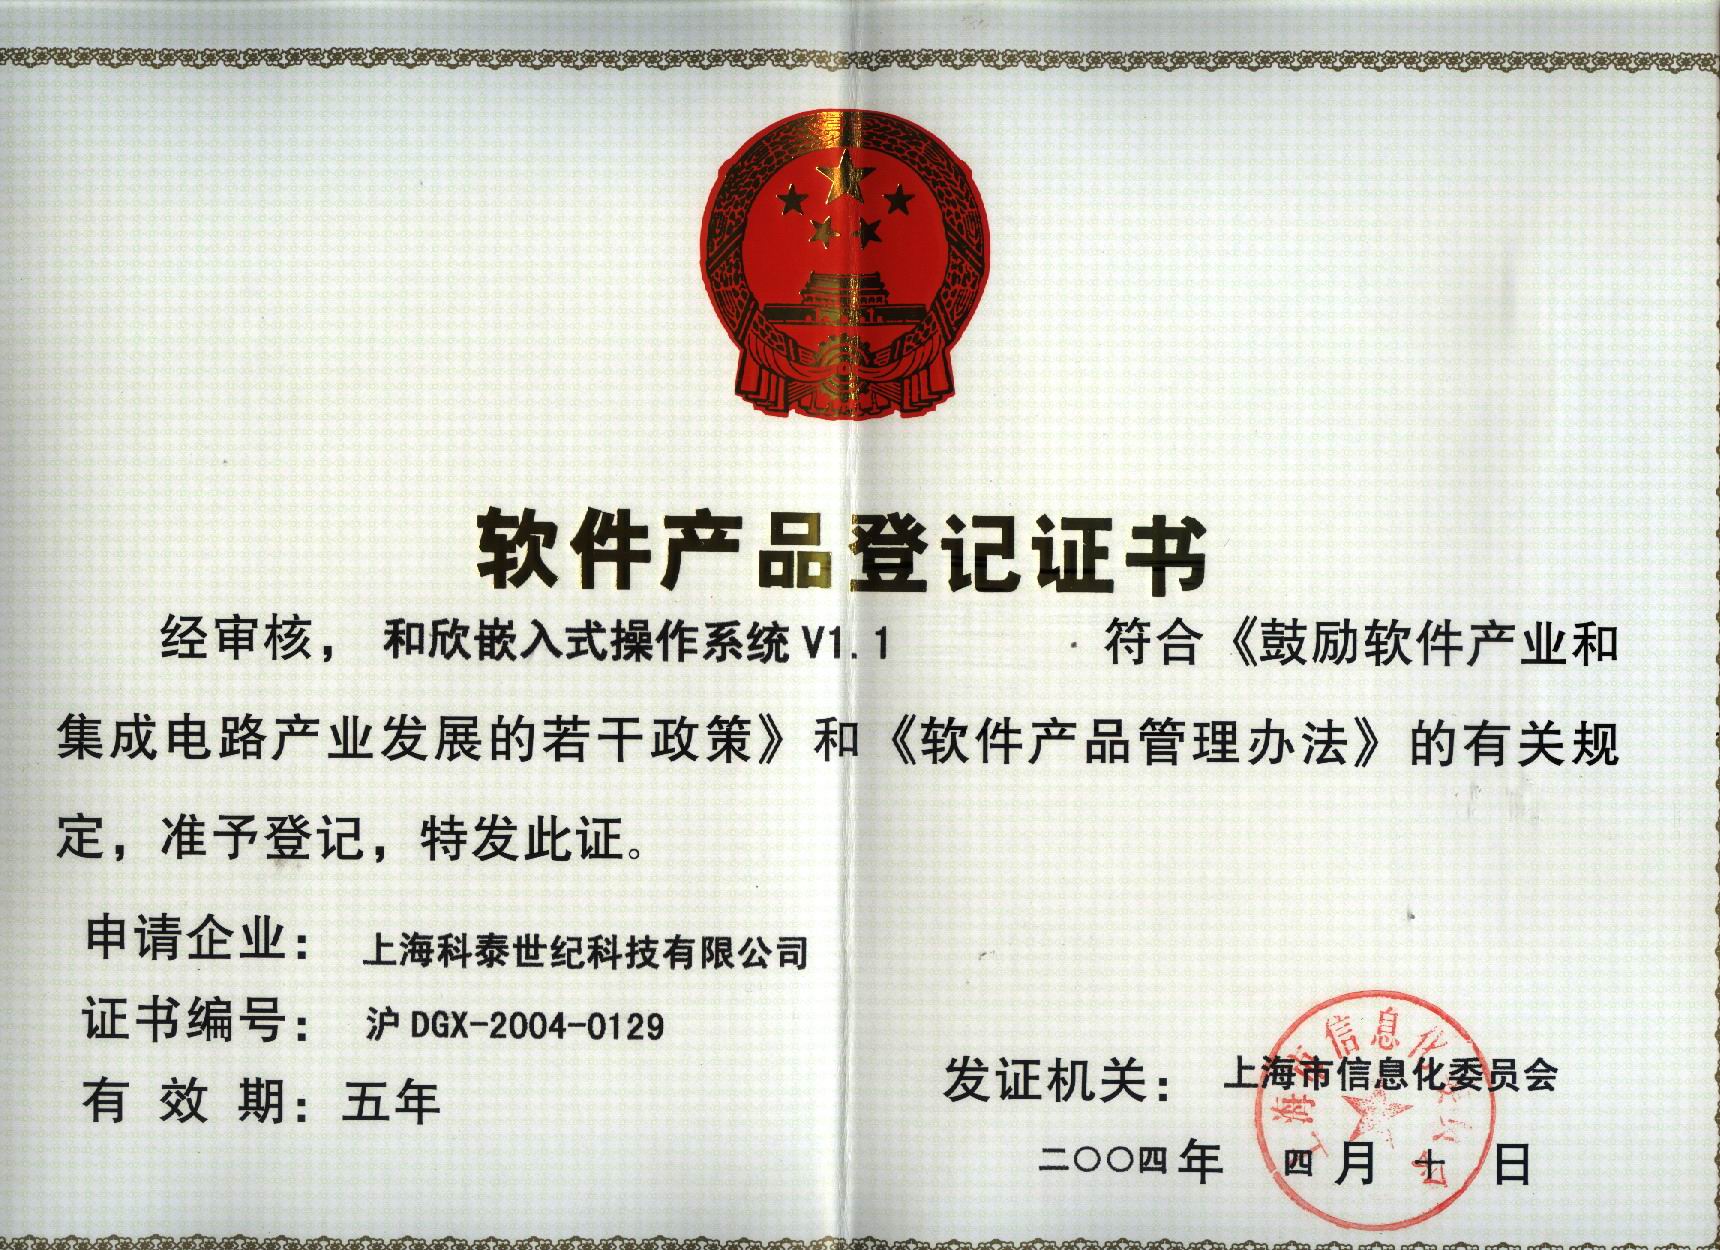 软件产品登记证书
经审核，和欣嵌入式操作系统 V1.1 符合《鼓励软件产业和
集成电路产业发展的若干政策》和《软件产品管理办法》的有关规
定，准予登记，特发此证。
申请企业：上海科泰世纪科技有限公司
证书编号：沪 DGX-2004-0129
有效期：五年
发证机关：上海市信息化委员会
二〇〇四年 四月 十日
上海市信息化委员会